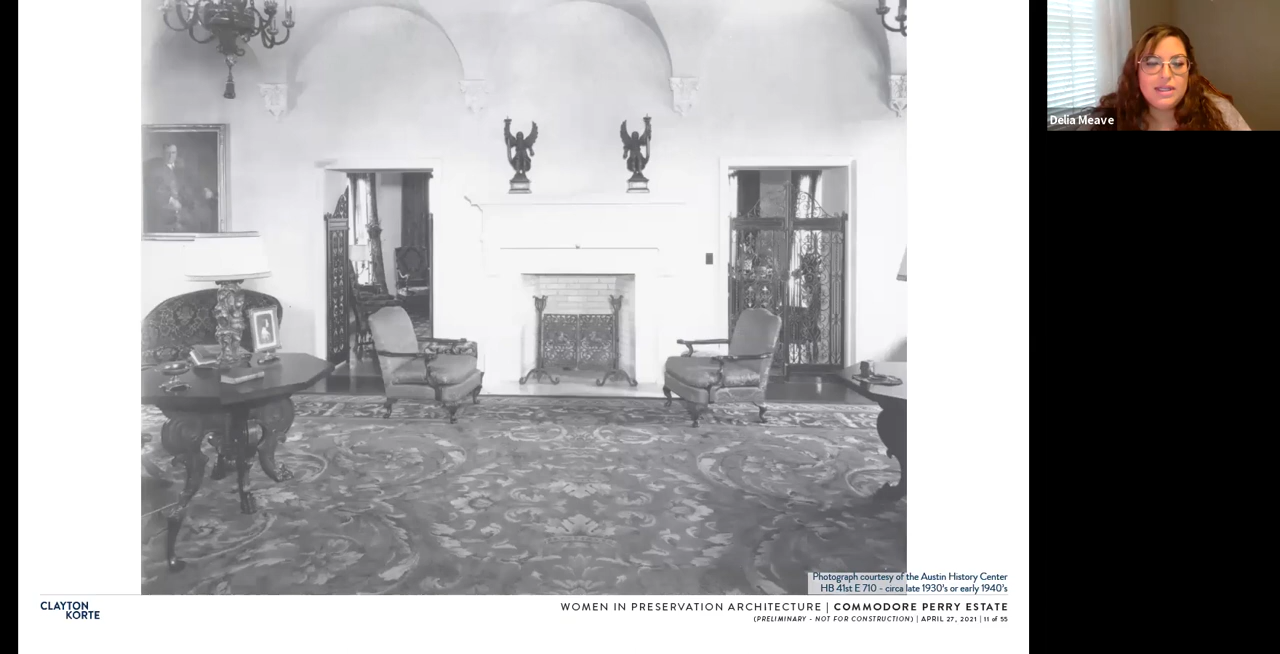 Delia Meave
Photograph courtesy of the Austin History Center
HB 41st E 710 - circa late 1930's or early 1940's
CLAYTON
KORTE
WOMEN IN PRESERVATION ARCHITECTURE | COMMODORE PERRY ESTATE
(PRELIMINARY - NOT FOR CONSTRUCTION) | APRIL 27, 2021 | 11 of 55